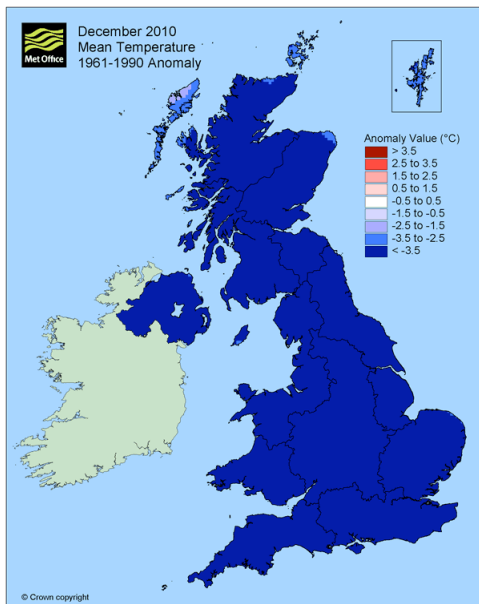 Met Office
December 2010
Mean Temperature
1961-1990 Anomaly
Anomaly Value (°C)
> 3.5
2.5 to 3.5
1.5 to 2.5
0.5 to 1.5
-0.5 to 0.5
-1.5 to -0.5
-2.5 to -1.5
-3.5 to -2.5
< -3.5
© Crown copyright